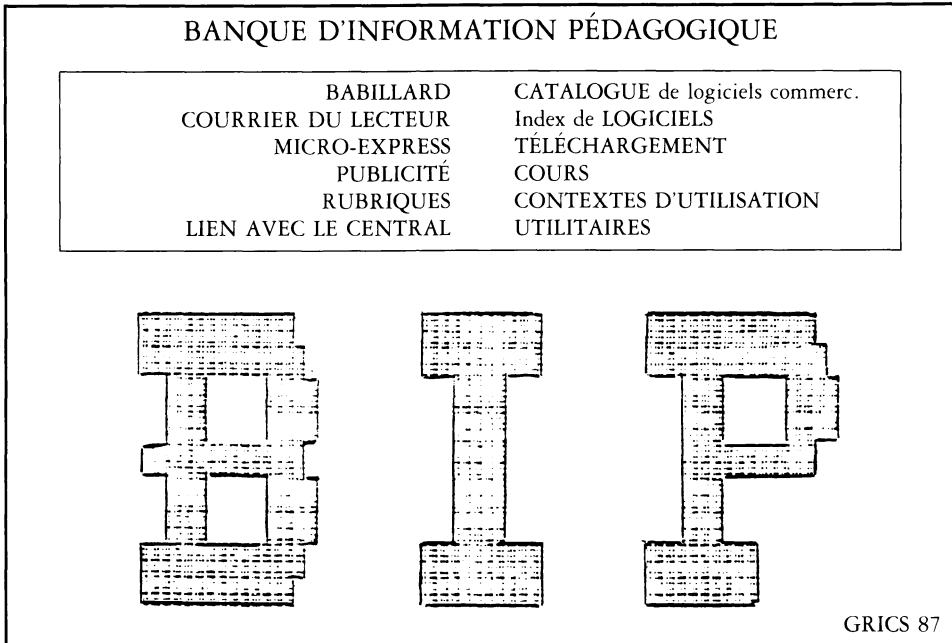 BANQUE D'INFORMATION PÉDAGOGIQUE
BABILLARD CATALOGUE de logiciels commerc.
COURRIER DU LECTEUR Index de LOGICIELS
MICRO-EXPRESS TÉLÉCHARGEMENT
PUBLICITÉ COURS
RUBRIQUES CONTEXTES D'UTILISATION
LIEN AVEC LE CENTRAL UTILITAIRES
BIP
GRICS 87